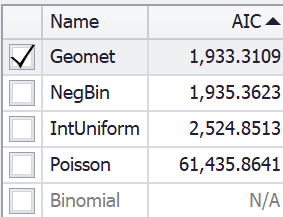 Name AIC
Geomet 1,933.3109
NegBin 1,935.3623
IntUniform 2,524.8513
Poisson 61,435.8641
Binomial N/A